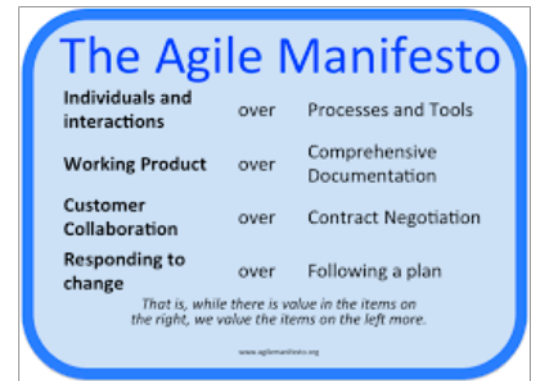 The Agile Manifesto
Individuals and interactions over Processes and Tools
Working Product over Comprehensive Documentation
Customer Collaboration over Contract Negotiation
Responding to change over Following a plan
That is, while there is value in the items on
the right, we value the items on the left more.
www.agilemanifesto.org